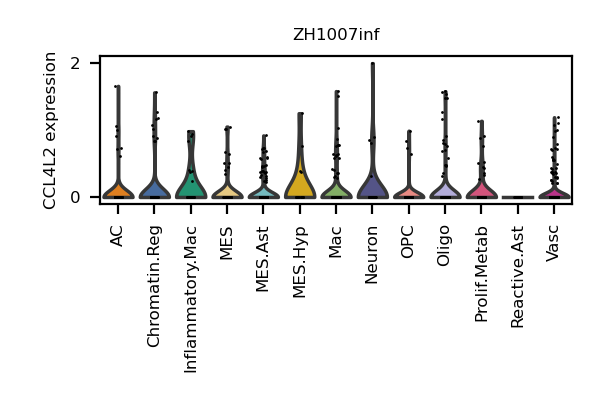 ZH1007inf
CCL4L2 expression
2
0
AC
Chromatin.Reg
Inflammatory.Mac
MES
MES.Ast
MES.Hyp
Mac
Neuron
OPC
Oligo
Prolif.Metab
Reactive.Ast
Vasc